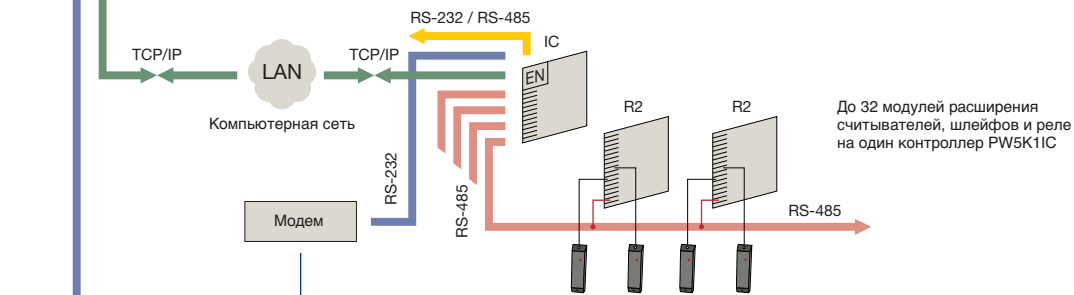 RS-232 / RS-485
IC
TCP/IP
TCP/IP
LAN
EN
Компьютерная сеть
R2
R2
До 32 модулей расширения
считывателей, шлейфов и реле
на один контроллер PW5K1IC
RS-232
RS-485
Модем
RS-485